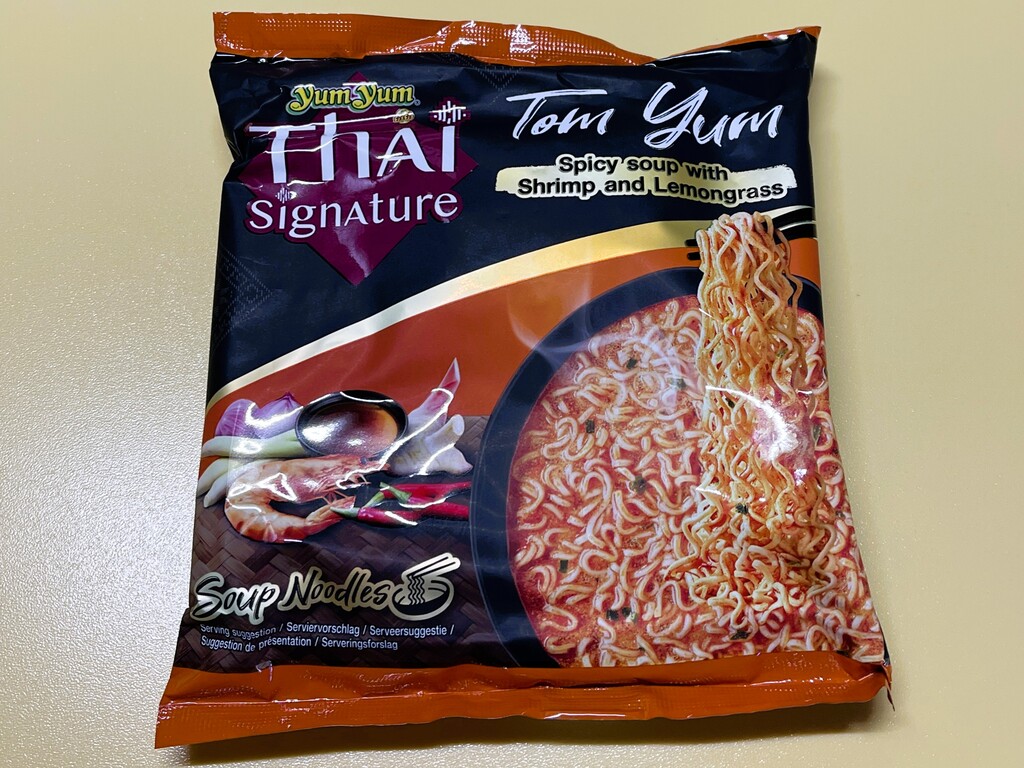 YumYum
Thai
Signature
Tom Yum
Spicy soup with
Shrimp and Lemongrass
Soup Noodles
Serving suggestion / Serviervorschlag / Serveersuggestie /
Suggestion de présentation / Serveringsforslag